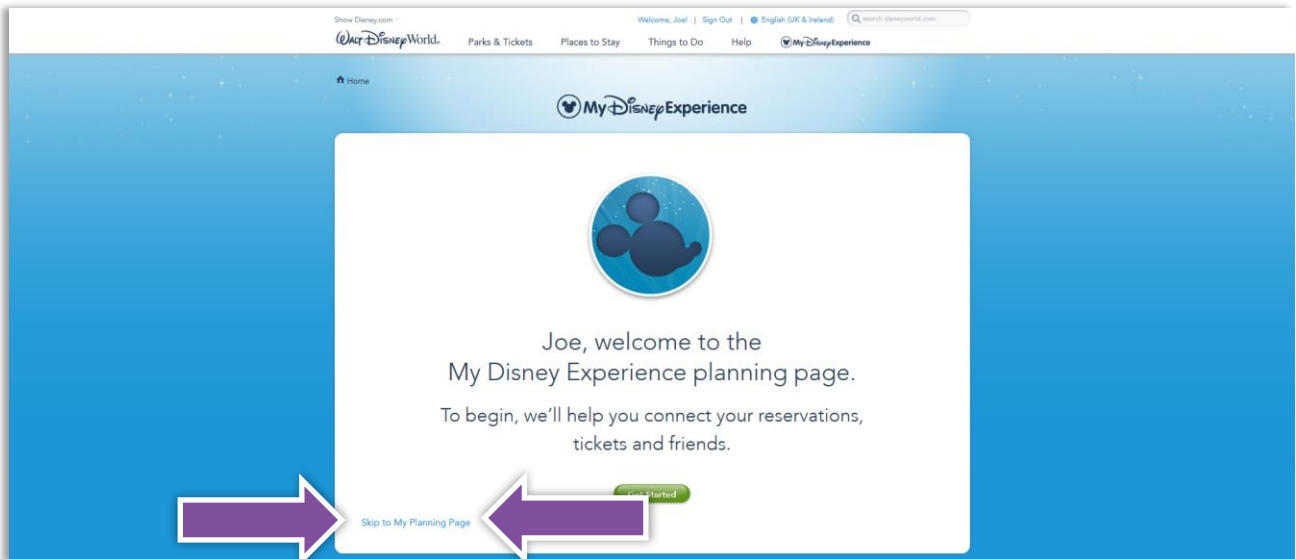 Show Disney.com
Welcome, Joe! | Sign Out | English (UK & Ireland) search disneyworld.com
Walt Disney World. Parks & Tickets Places to Stay Things to Do Help My Disney Experience
Home
My Disney Experience
Joe, welcome to the
My Disney Experience planning page.
To begin, we'll help you connect your reservations,
tickets and friends.
Get Started
Skip to My Planning Page